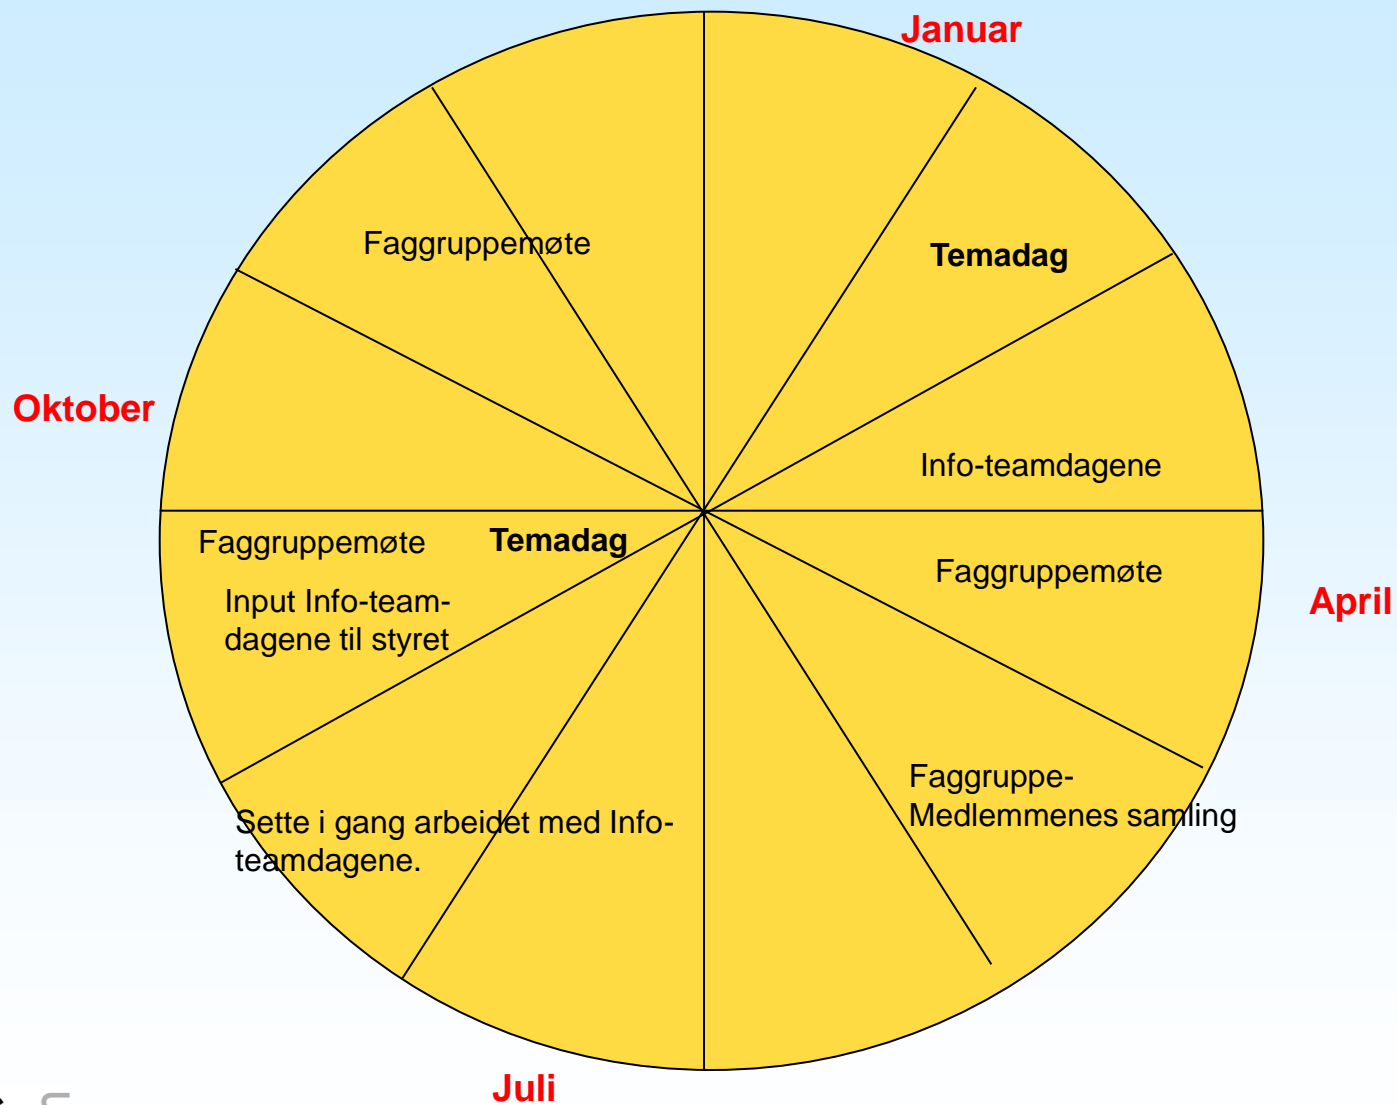 Januar
Faggruppemøte
Temadag
Oktober
Info-teamdagene
Faggruppemøte
Temadag
Faggruppemøte
Input Info-team-
dagene til styret
April
Faggruppe-
Medlemmenes samling
Sette i gang arbeidet med Info-
teamdagene.
Juli